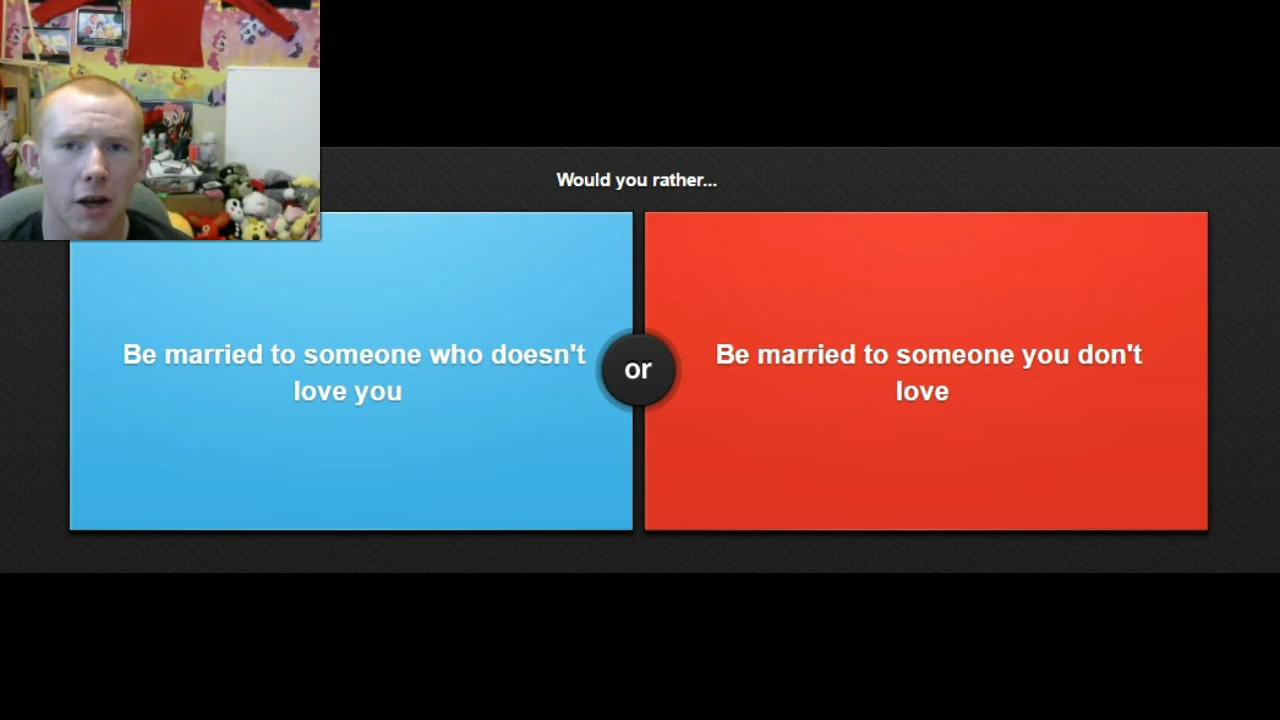 Would you rather...
Be married to someone who doesn't
love you
or
Be married to someone you don't
love